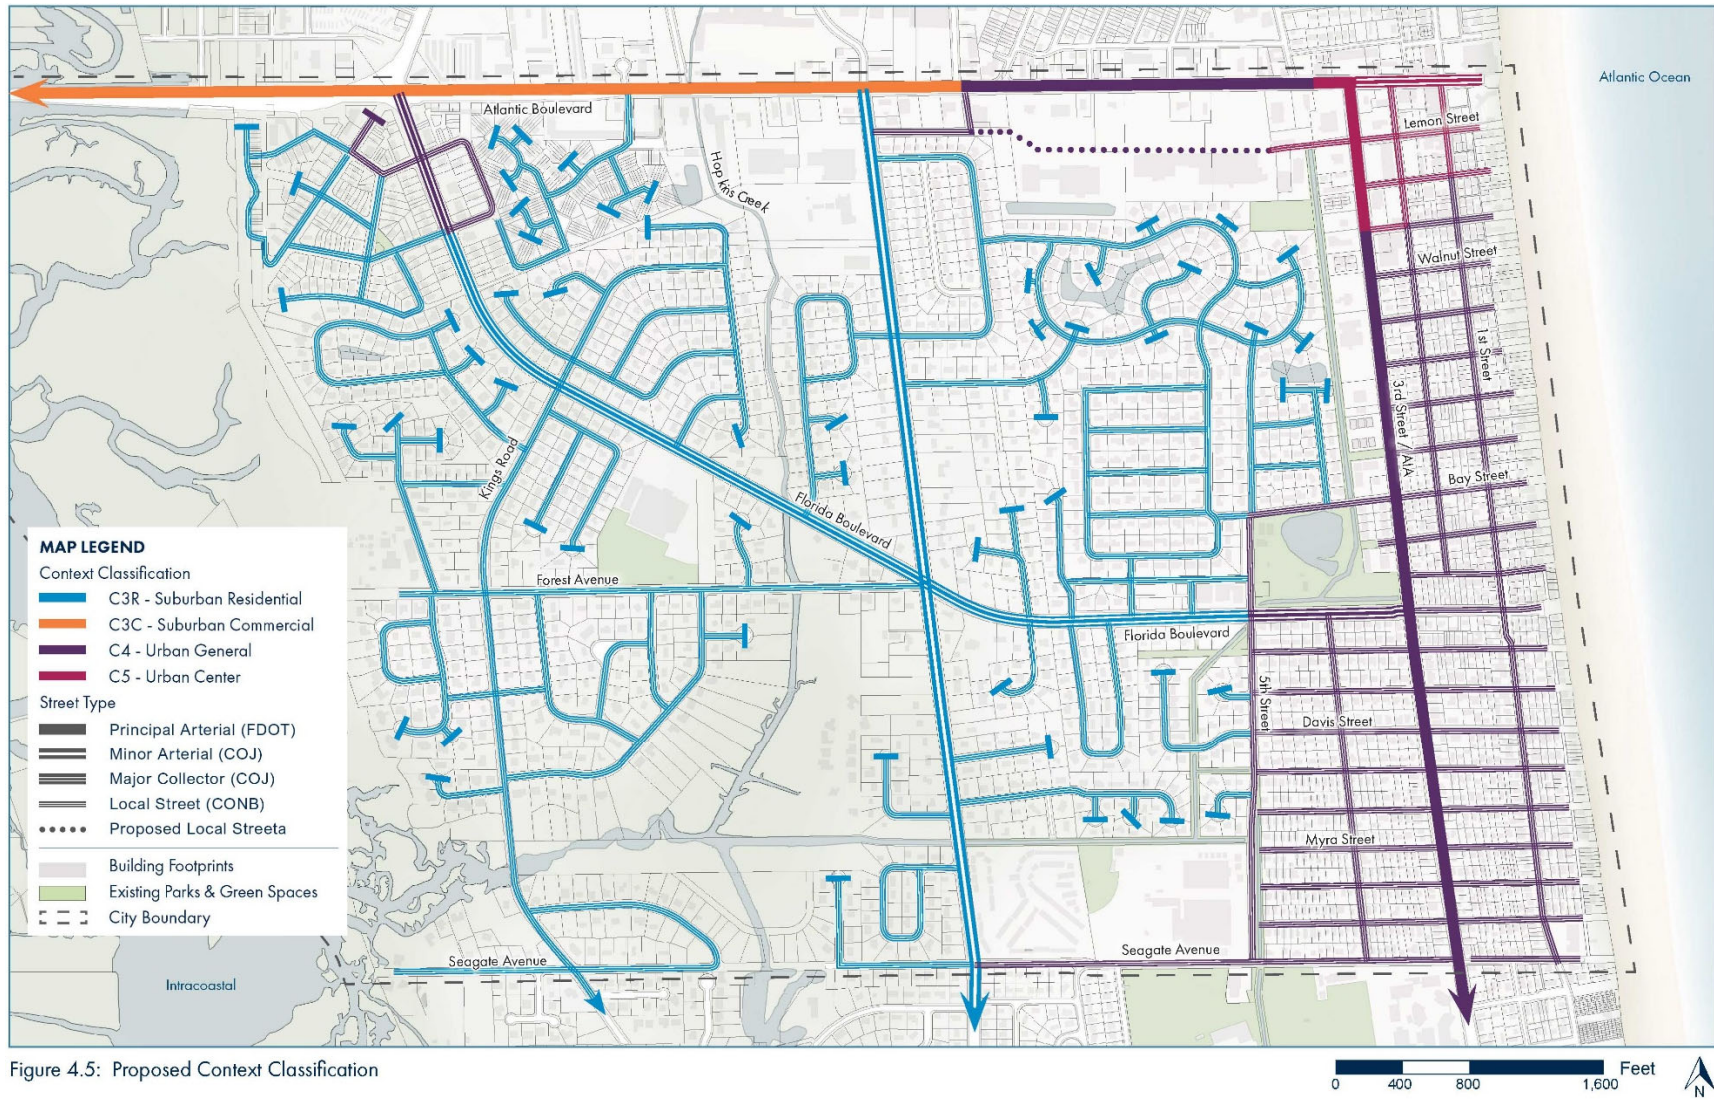 Atlantic Ocean
Atlantic Boulevard
Lemon Street
Hopkins Creek
Walnut Street
1st Street
3rd Street / A1A
Kings Road
Bay Street
Florida Boulevard
Forest Avenue
Florida Boulevard
5th Street
Davis Street
Myra Street
Seagate Avenue
Seagate Avenue
Intracoastal
MAP LEGEND
Context Classification
C3R - Suburban Residential
C3C - Suburban Commercial
C4 - Urban General
C5 - Urban Center
Street Type
Principal Arterial (FDOT)
Minor Arterial (COJ)
Major Collector (COJ)
Local Street (CONB)
Proposed Local Streeta
Building Footprints
Existing Parks & Green Spaces
City Boundary
Figure 4.5: Proposed Context Classification
0 400 800 1,600 Feet
N